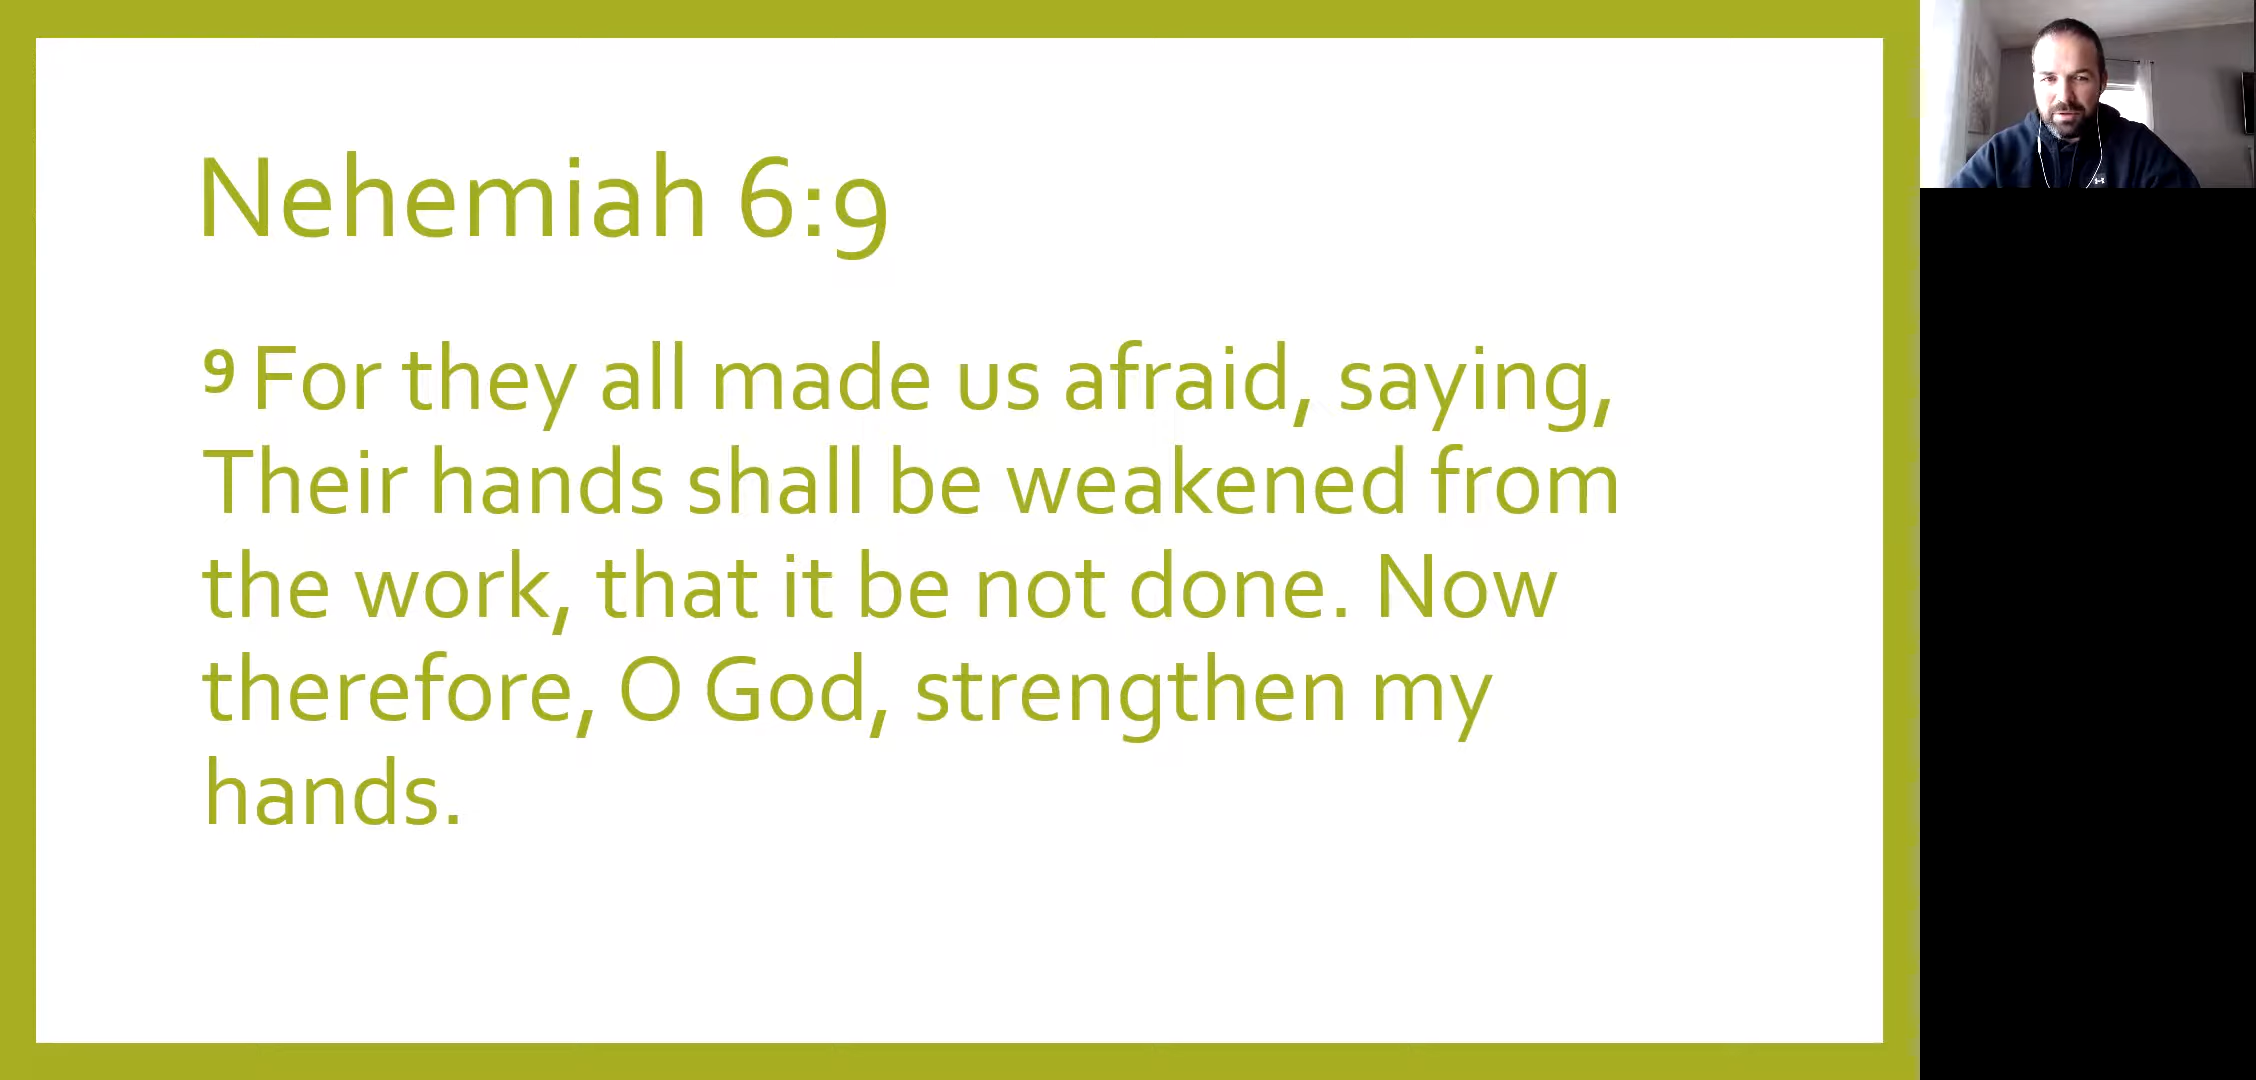 Nehemiah 6:9
9 For they all made us afraid, saying,
Their hands shall be weakened from
the work, that it be not done. Now
therefore, O God, strengthen my
hands.